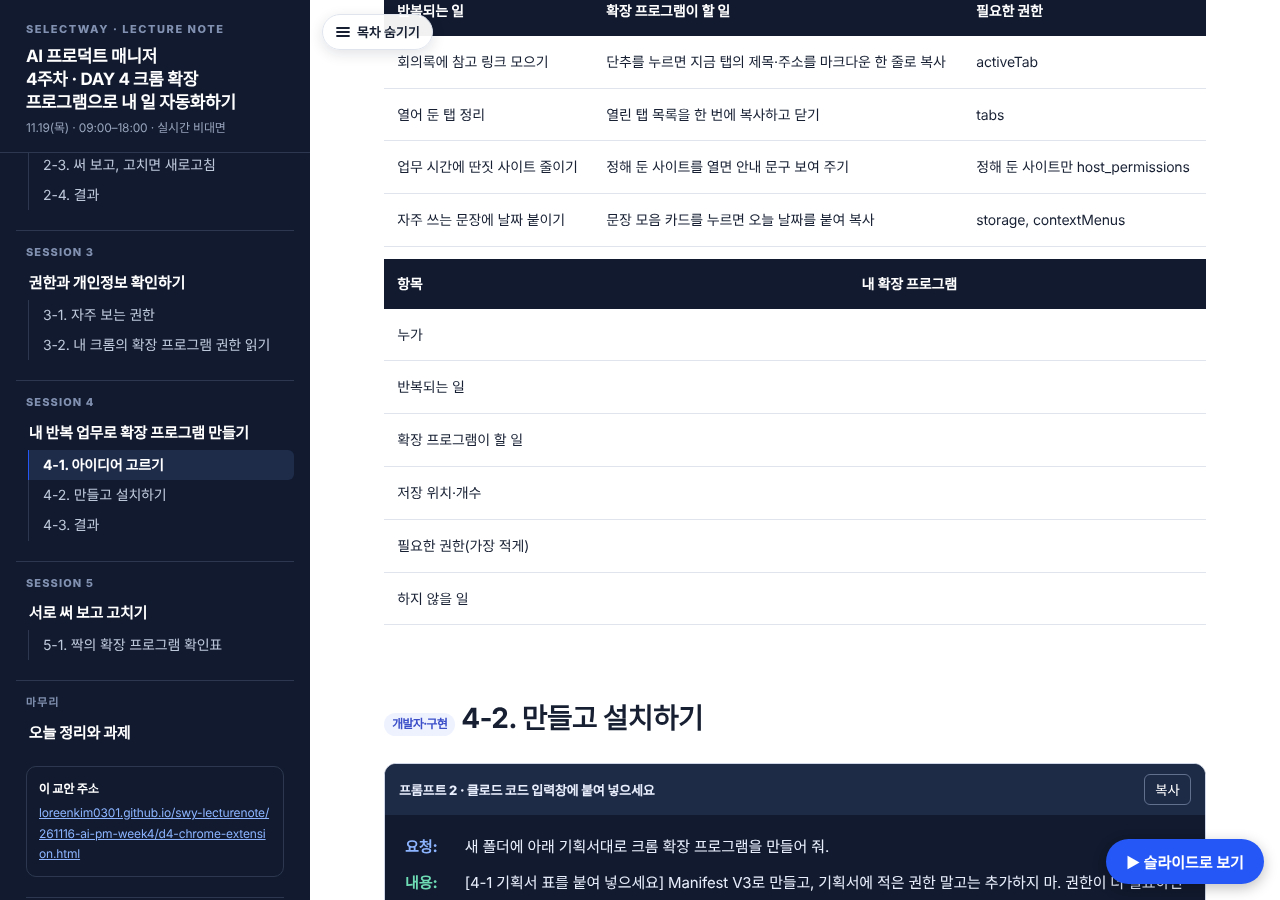 SELECTWAY · LECTURE NOTE
AI 프로덕트 매니저
4주차 · DAY 4 크롬 확장
프로그램으로 내 일 자동화하기
11.19(목) · 09:00–18:00 · 실시간 비대면
2-3. 써 보고, 고치면 새로고침
2-4. 결과
SESSION 3
권한과 개인정보 확인하기
3-1. 자주 보는 권한
3-2. 내 크롬의 확장 프로그램 권한 읽기
SESSION 4
내 반복 업무로 확장 프로그램 만들기
4-1. 아이디어 고르기
4-2. 만들고 설치하기
4-3. 결과
SESSION 5
서로 써 보고 고치기
5-1. 짝의 확장 프로그램 확인표
마무리
오늘 정리와 과제
이 교안 주소
loreenkim0301.github.io/swy-lecturenote/
261116-ai-pm-week4/d4-chrome-extensi
on.html
목차 숨기기
반복되는 일 확장 프로그램이 할 일 필요한 권한
회의록에 참고 링크 모으기 단추를 누르면 지금 탭의 제목·주소를 마크다운 한 줄로 복사 activeTab
열어 둔 탭 정리 열린 탭 목록을 한 번에 복사하고 닫기 tabs
업무 시간에 딴짓 사이트 줄이기 정해 둔 사이트를 열면 안내 문구 보여 주기 정해 둔 사이트만 host_permissions
자주 쓰는 문장에 날짜 붙이기 문장 모음 카드를 누르면 오늘 날짜를 붙여 복사 storage, contextMenus
항목 내 확장 프로그램
누가
반복되는 일
확장 프로그램이 할 일
저장 위치·개수
필요한 권한(가장 적게)
하지 않을 일
개발자·구현 4-2. 만들고 설치하기
프롬프트 2 · 클로드 코드 입력창에 붙여 넣으세요 복사
요청: 새 폴더에 아래 기획서대로 크롬 확장 프로그램을 만들어 줘.
내용: [4-1 기획서 표를 붙여 넣으세요] Manifest V3로 만들고, 기획서에 적은 권한 말고는 추가하지 마. 권한이
▶ 슬라이드로 보기